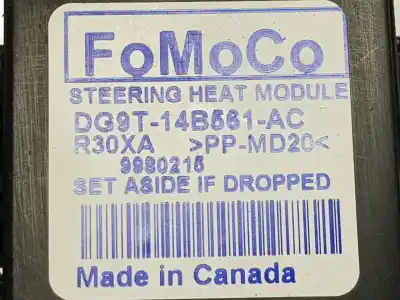 FoMoCo
STEERING HEAT MODULE
DG9T-14B561-AC
R30XA >PP-MD20<
9980215
SET ASIDE IF DROPPED
Made in Canada